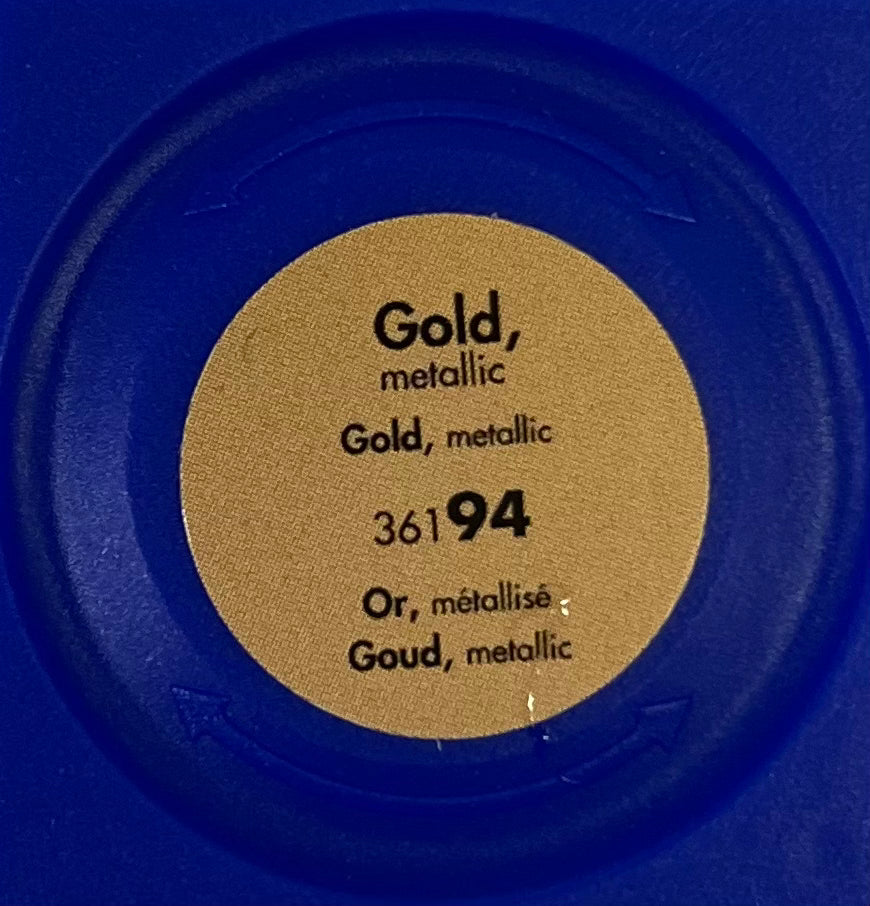 Gold,
metallic
Gold, metallic
36194
Or, métallisé
Goud, metallic